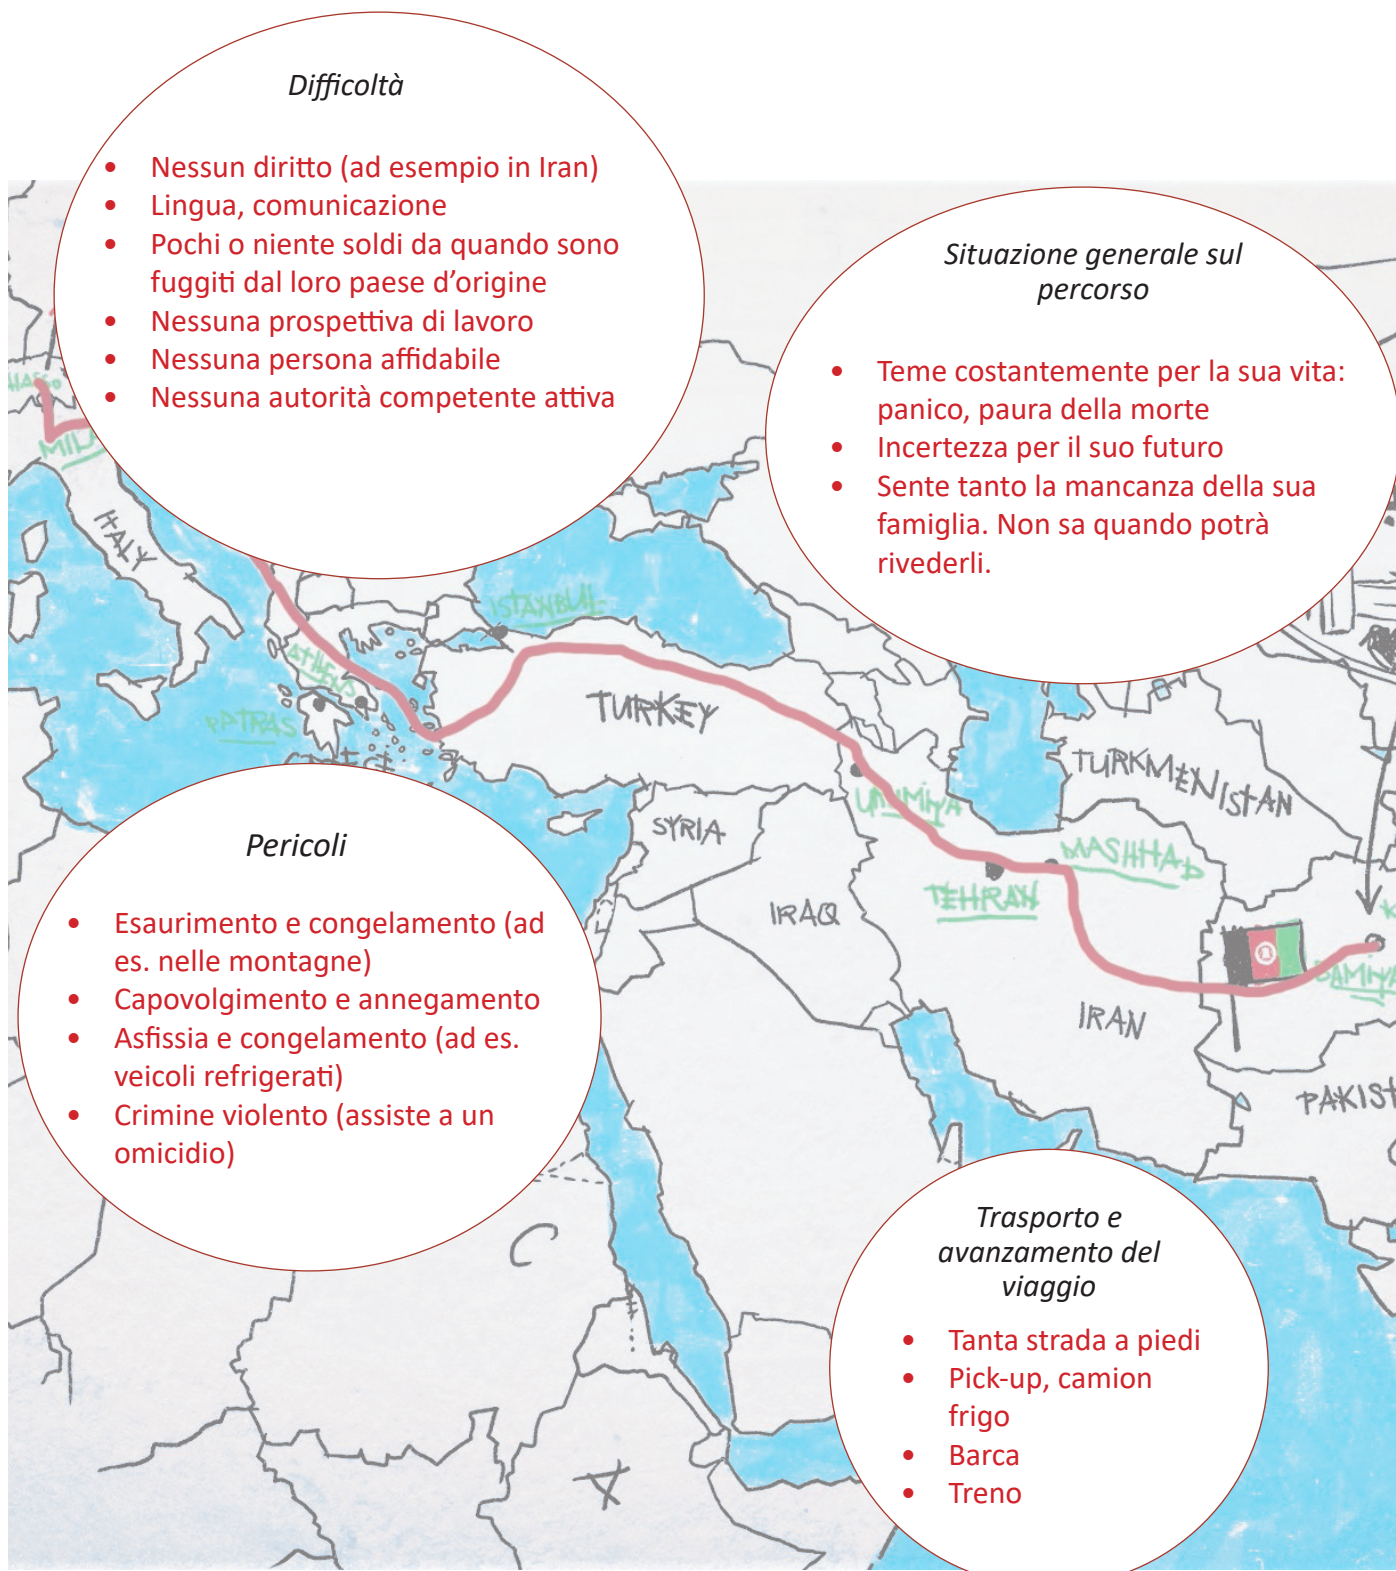 Difficoltà
• Nessun diritto (ad esempio in Iran)
• Lingua, comunicazione
• Pochi o niente soldi da quando sono
fuggiti dal loro paese d’origine
• Nessuna prospettiva di lavoro
• Nessuna persona affidabile
• Nessuna autorità competente attiva
Situazione generale sul
percorso
• Teme costantemente per la sua vita:
panico, paura della morte
• Incertezza per il suo futuro
• Sente tanto la mancanza della sua
famiglia. Non sa quando potrà
rivederli.
ITALY
ISTANBUL
ATHENS
PATRAS
TURKEY
TURKMENISTAN
SYRIA
MASHHAD
TEHRAN
IRAQ
IRAN
Pericoli
• Esaurimento e congelamento (ad
es. nelle montagne)
• Capovolgimento e annegamento
• Asfissia e congelamento (ad es.
veicoli refrigerati)
• Crimine violento (assiste a un
omicidio)
Trasporto e
avanzamento del
viaggio
• Tanta strada a piedi
• Pick-up, camion
frigo
• Barca
• Treno